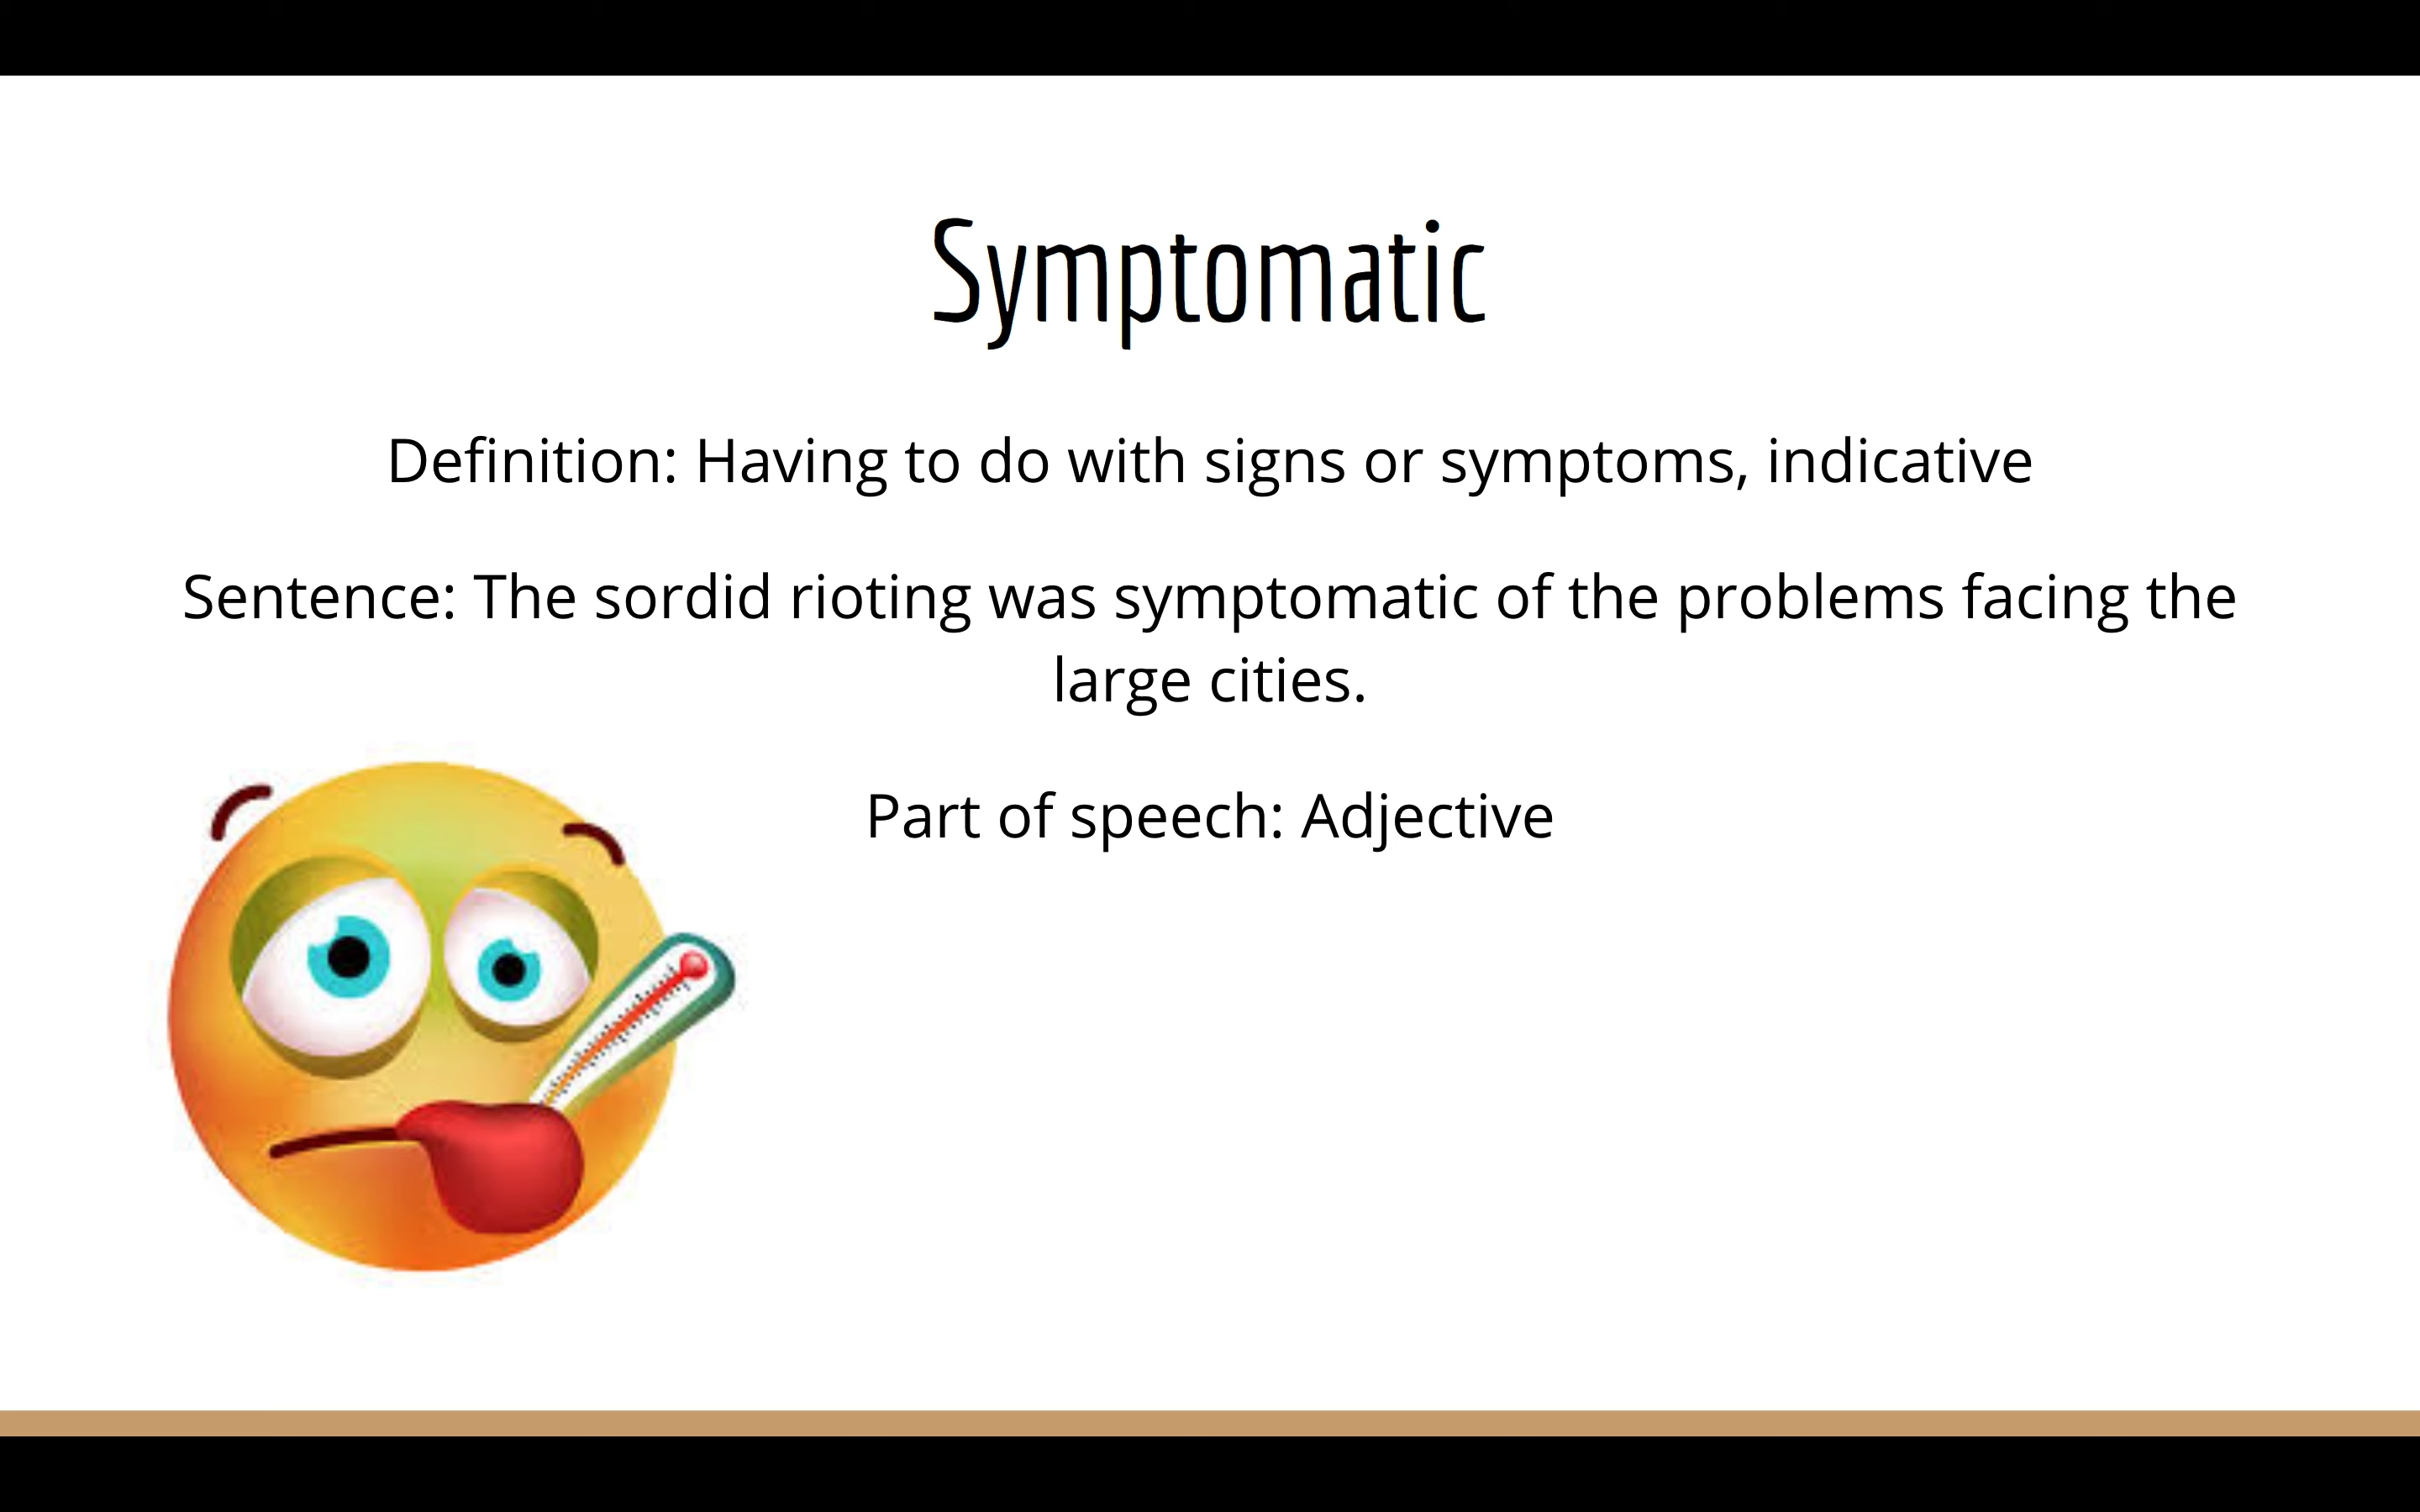 Symptomatic
Definition: Having to do with signs or symptoms, indicative
Sentence: The sordid rioting was symptomatic of the problems facing the
large cities.
Part of speech: Adjective